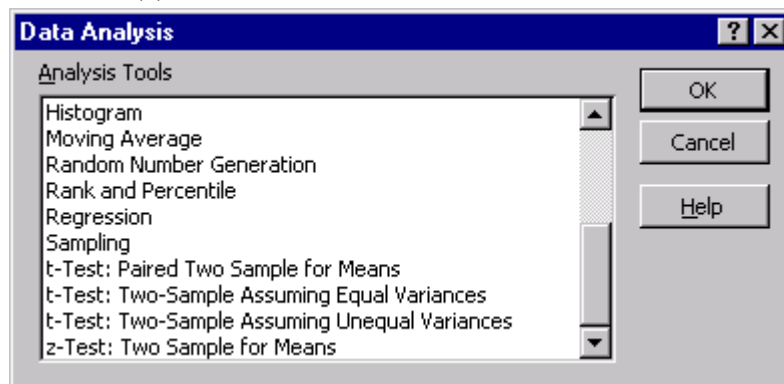 Data Analysis
Analysis Tools
Histogram
Moving Average
Random Number Generation
Rank and Percentile
Regression
Sampling
t-Test: Paired Two Sample for Means
t-Test: Two-Sample Assuming Equal Variances
t-Test: Two-Sample Assuming Unequal Variances
z-Test: Two Sample for Means
OK
Cancel
Help